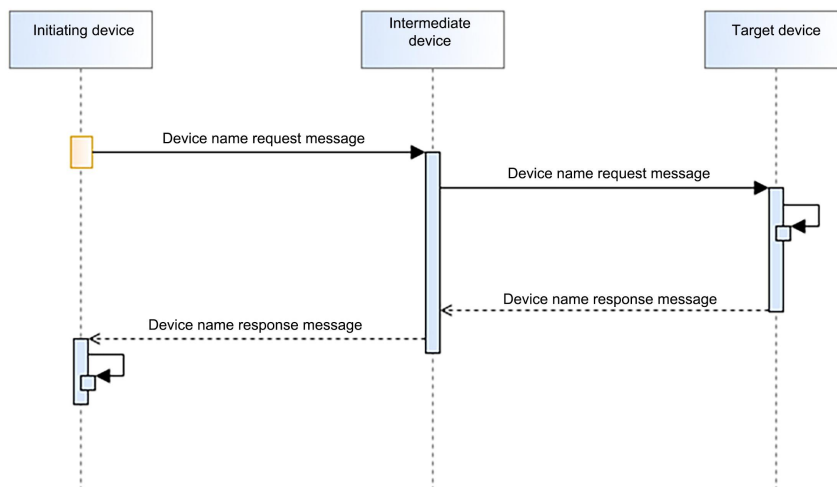 Initiating device
Intermediate
device
Target device
Device name request message
Device name request message
Device name response message
Device name response message